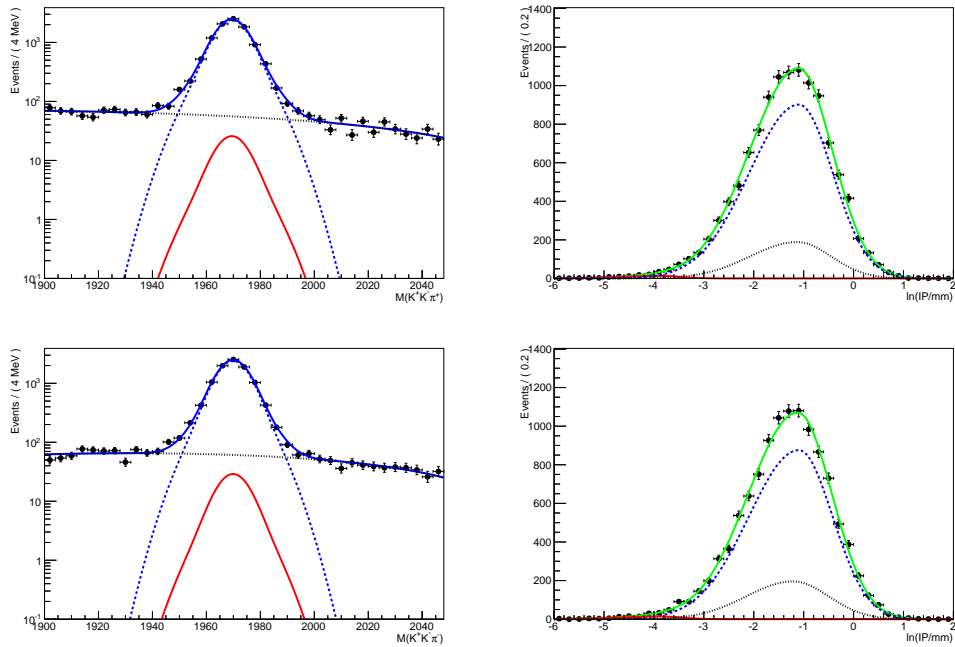 Events / ( 4 MeV )
10³
10²
10
1
10⁻¹
1900 1920 1940 1960 1980 2000 2020 2040
M(K⁺K⁻π⁺)
Events / ( 0.2 )
1400
1200
1000
800
600
400
200
0
-6 -5 -4 -3 -2 -1 0 1 2
ln(IP/mm)
Events / ( 4 MeV )
10³
10²
10
1
10⁻¹
1900 1920 1940 1960 1980 2000 2020 2040
M(K⁺K⁻π⁻)
Events / ( 0.2 )
1400
1200
1000
800
600
400
200
0
-6 -5 -4 -3 -2 -1 0 1 2
ln(IP/mm)